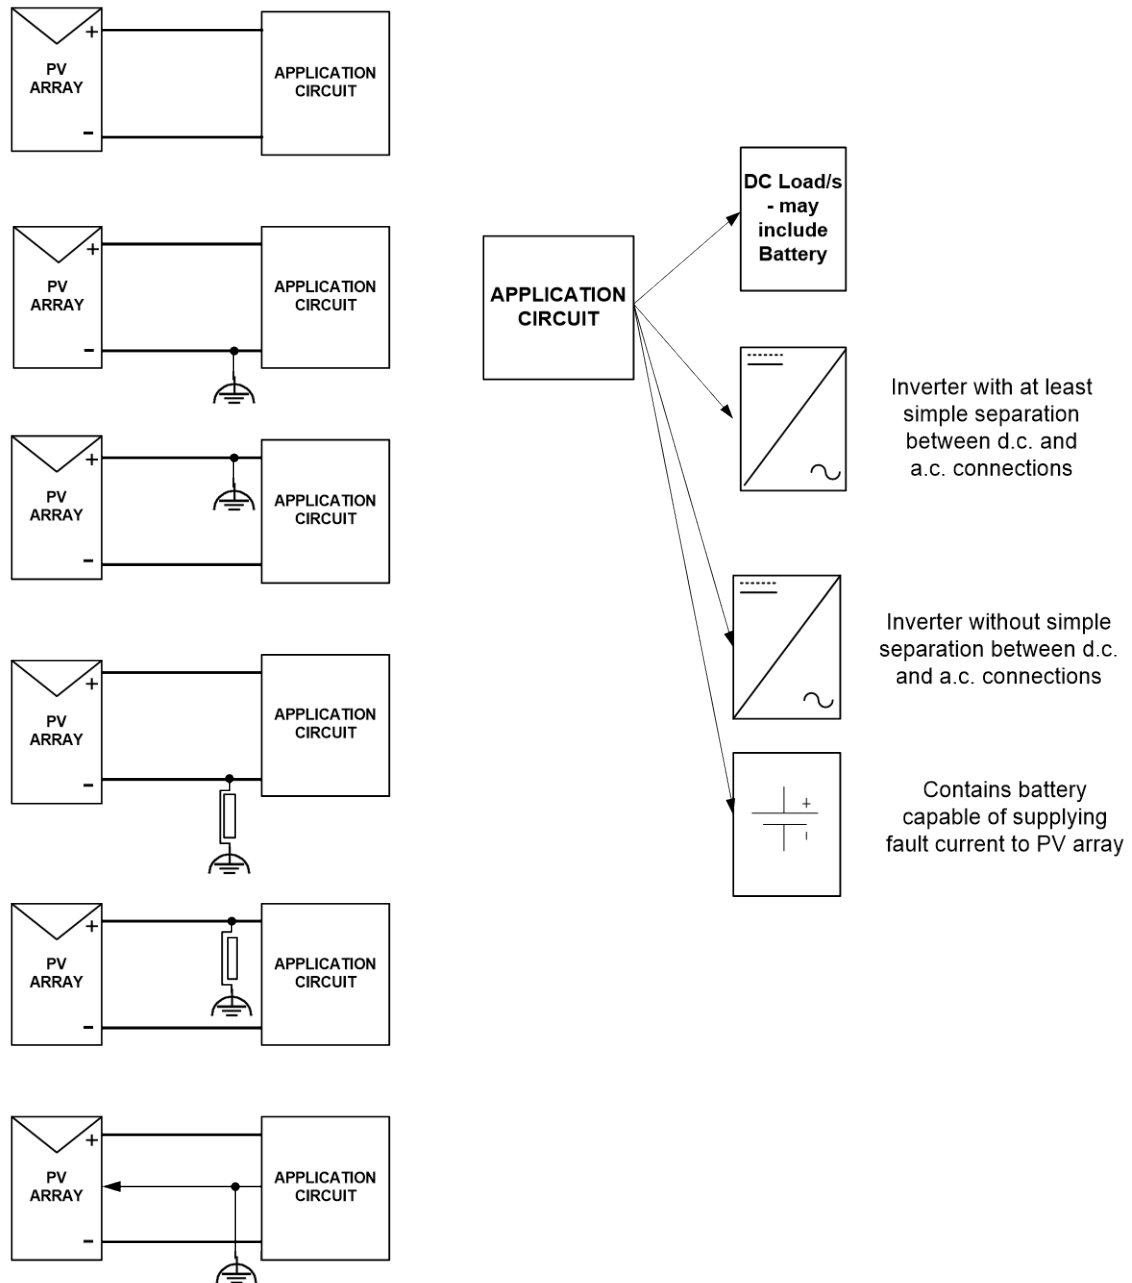 +
PV
ARRAY
-
APPLICATION
CIRCUIT
+
PV
ARRAY
-
APPLICATION
CIRCUIT
+
PV
ARRAY
-
APPLICATION
CIRCUIT
+
PV
ARRAY
-
APPLICATION
CIRCUIT
+
PV
ARRAY
-
APPLICATION
CIRCUIT
+
PV
ARRAY
-
APPLICATION
CIRCUIT
APPLICATION
CIRCUIT
DC Load/s
- may
include
Battery
Inverter with at least
simple separation
between d.c. and
a.c. connections
Inverter without simple
separation between d.c.
and a.c. connections
+
-
Contains battery
capable of supplying
fault current to PV array